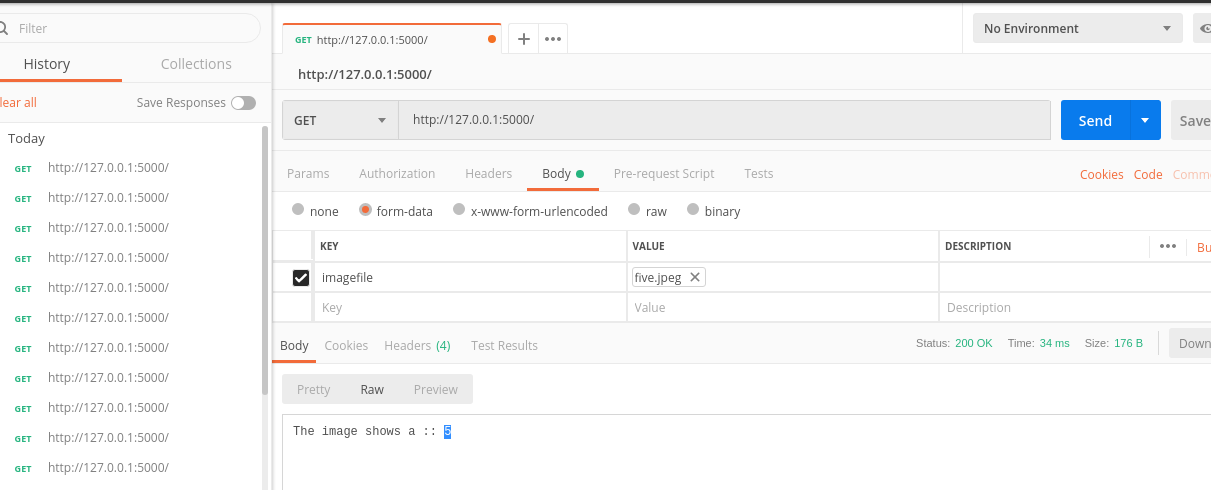 Filter
GET http://127.0.0.1:5000/
No Environment
History Collections
http://127.0.0.1:5000/
lear all Save Responses
GET http://127.0.0.1:5000/ Send Save
Today
GET http://127.0.0.1:5000/
GET http://127.0.0.1:5000/
GET http://127.0.0.1:5000/
GET http://127.0.0.1:5000/
GET http://127.0.0.1:5000/
GET http://127.0.0.1:5000/
GET http://127.0.0.1:5000/
GET http://127.0.0.1:5000/
GET http://127.0.0.1:5000/
GET http://127.0.0.1:5000/
GET http://127.0.0.1:5000/
Params Authorization Headers Body Pre-request Script Tests Cookies Code Comm
none form-data x-www-form-urlencoded raw binary
KEY VALUE DESCRIPTION Bu
imagefile five.jpeg
Key Value Description
Body Cookies Headers (4) Test Results Status: 200 OK Time: 34 ms Size: 176 B Down
Pretty Raw Preview
The image shows a :: 5